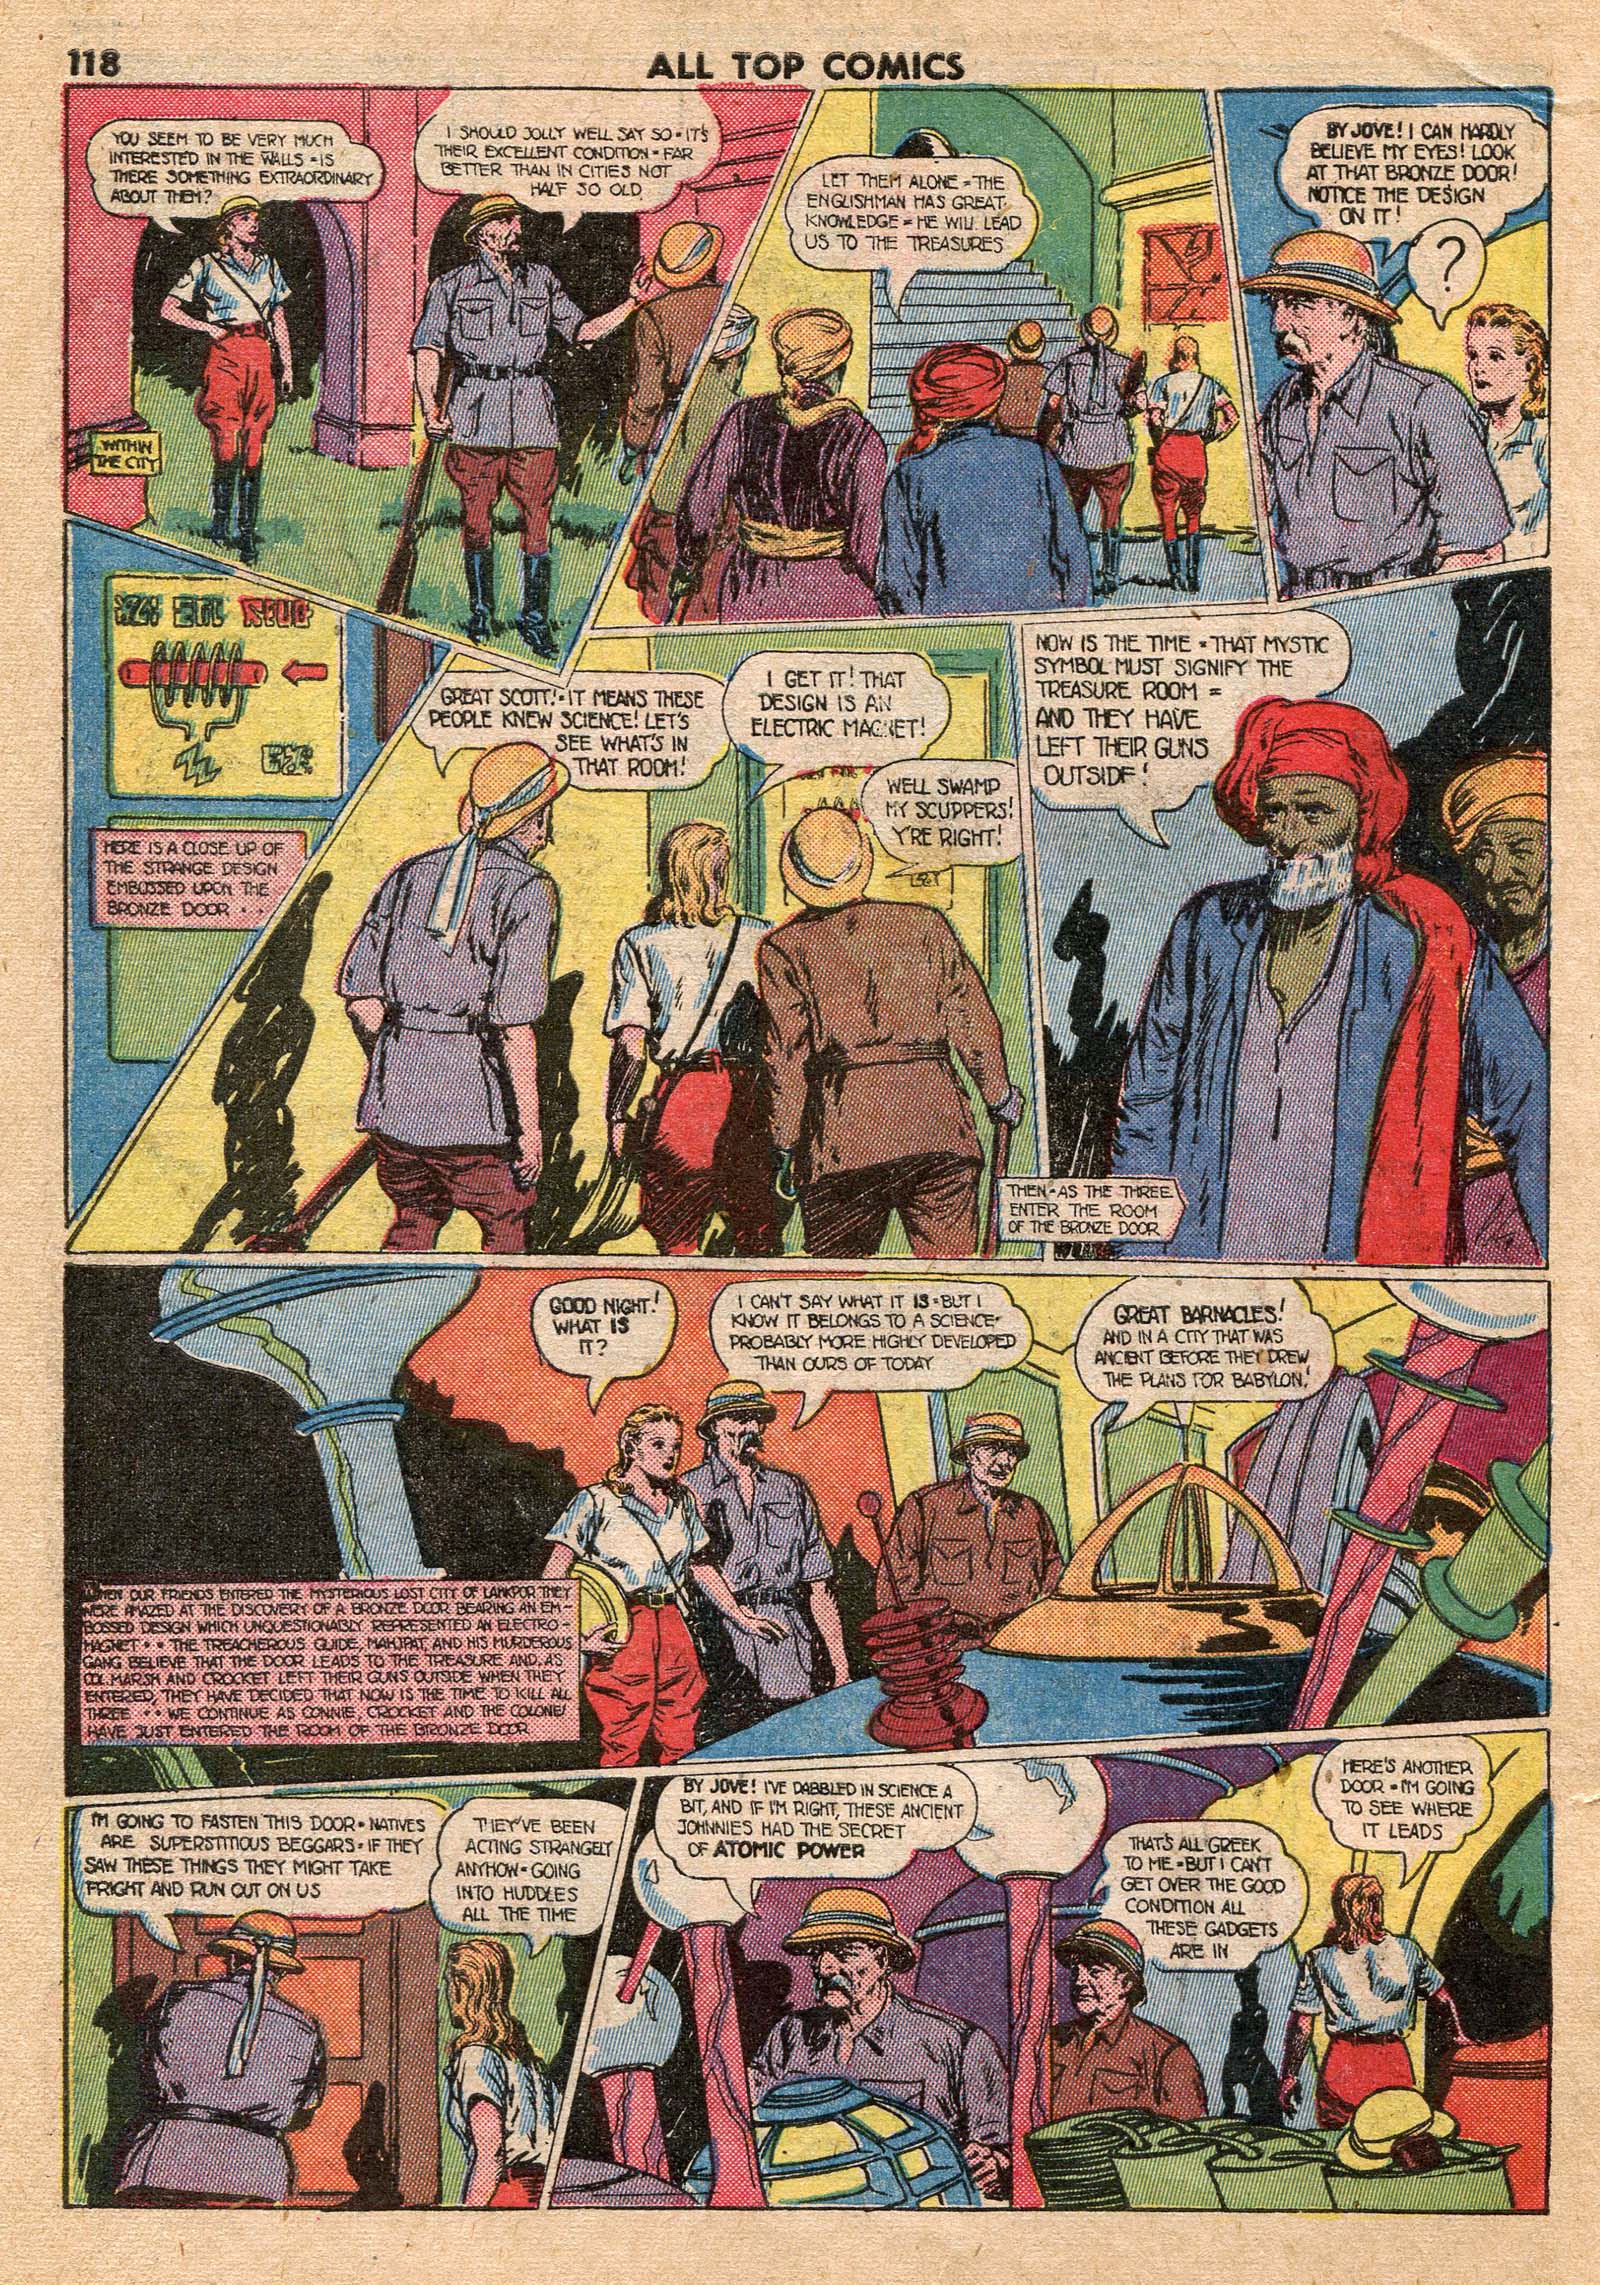 118
ALL TOP COMICS
YOU SEEM TO BE VERY MUCH
INTERESTED IN THE WALLS = IS
THERE SOMETHING EXTRAORDINARY
ABOUT THEM?
I SHOULD JOLLY WELL SAY SO = IT'S
THEIR EXCELLENT CONDITION = FAR
BETTER THAN IN CITIES NOT
HALF SO OLD.
WITHIN
THE CITY
LET THEM ALONE = THE
ENGLISHMAN HAS GREAT
KNOWLEDGE = HE WILL LEAD
US TO THE TREASURES
BY JOVE! I CAN HARDLY
BELIEVE MY EYES! LOOK
AT THAT BRONZE DOOR!
NOTICE THE DESIGN
ON IT!
?
HERE IS A CLOSE UP OF
THE STRANGE DESIGN
EMBOSSED UPON THE
BRONZE DOOR . .
GREAT SCOTT! = IT MEANS THESE
PEOPLE KNEW SCIENCE! LET'S
SEE WHAT'S IN
THAT ROOM!
I GET IT! THAT
DESIGN IS AN
ELECTRIC MAGNET!
WELL SWAMP
MY SCUPPERS!
Y'RE RIGHT!
NOW IS THE TIME = THAT MYSTIC
SYMBOL MUST SIGNIFY THE
TREASURE ROOM =
AND THEY HAVE
LEFT THEIR GUNS
OUTSIDE!
THEN = AS THE THREE
ENTER THE ROOM
OF THE BRONZE DOOR
WHEN OUR FRIENDS ENTERED THE MYSTERIOUS LOST CITY OF LAHKPOR THEY
WERE AMAZED AT THE DISCOVERY OF A BRONZE DOOR BEARING AN EM-
BOSSED DESIGN WHICH UNQUESTIONABLY REPRESENTED AN ELECTRO-
MAGNET . . THE TREACHEROUS GUIDE, MAHJPAT, AND HIS MURDEROUS
GANG BELIEVE THAT THE DOOR LEADS TO THE TREASURE AND, AS
COL. MARSH AND CROCKET LEFT THEIR GUNS OUTSIDE WHEN THEY
ENTERED, THEY HAVE DECIDED THAT NOW IS THE TIME TO KILL ALL
THREE . . WE CONTINUE AS CONNIE, CROCKET AND THE COLONEL
HAVE JUST ENTERED THE ROOM OF THE BRONZE DOOR
GOOD NIGHT!
WHAT IS
IT?
I CAN'T SAY WHAT IT IS = BUT I
KNOW IT BELONGS TO A SCIENCE =
PROBABLY MORE HIGHLY DEVELOPED
THAN OURS OF TODAY
GREAT BARNACLES!
AND IN A CITY THAT WAS
ANCIENT BEFORE THEY DREW
THE PLANS FOR BABYLON!
I'M GOING TO FASTEN THIS DOOR = NATIVES
ARE SUPERSTITIOUS BEGGARS = IF THEY
SAW THESE THINGS THEY MIGHT TAKE
FRIGHT AND RUN OUT ON US
THEY'VE BEEN
ACTING STRANGELY
ANYHOW = GOING
INTO HUDDLES
ALL THE TIME
BY JOVE! I'VE DABBLED IN SCIENCE A
BIT, AND IF I'M RIGHT, THESE ANCIENT
JOHNNIES HAD THE SECRET
OF ATOMIC POWER
THAT'S ALL GREEK
TO ME = BUT I CAN'T
GET OVER THE GOOD
CONDITION ALL
THESE GADGETS
ARE IN
HERE'S ANOTHER
DOOR = I'M GOING
TO SEE WHERE
IT LEADS